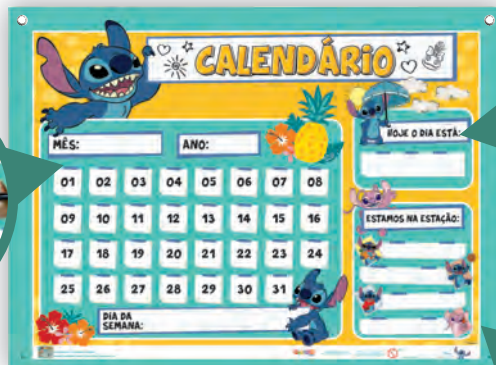 CALENDÁRIO
HOJE O DIA ESTÁ:
MÊS:
ANO:
01 02 03 04 05 06 07 08
09 10 11 12 13 14 15 16
17 18 19 20 21 22 23 24
25 26 27 28 29 30 31
ESTAMOS NA ESTAÇÃO:
DIA DA
SEMANA: